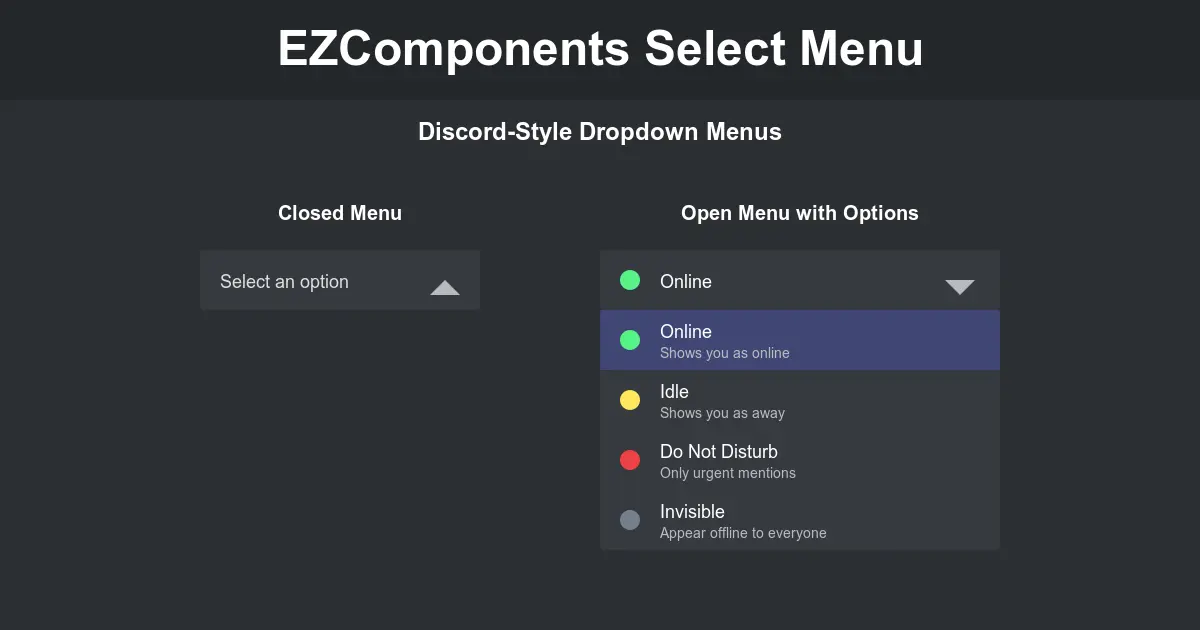 EZComponents Select Menu
Discord-Style Dropdown Menus
Closed Menu
Select an option
Open Menu with Options
Online
Online
Shows you as online
Idle
Shows you as away
Do Not Disturb
Only urgent mentions
Invisible
Appear offline to everyone